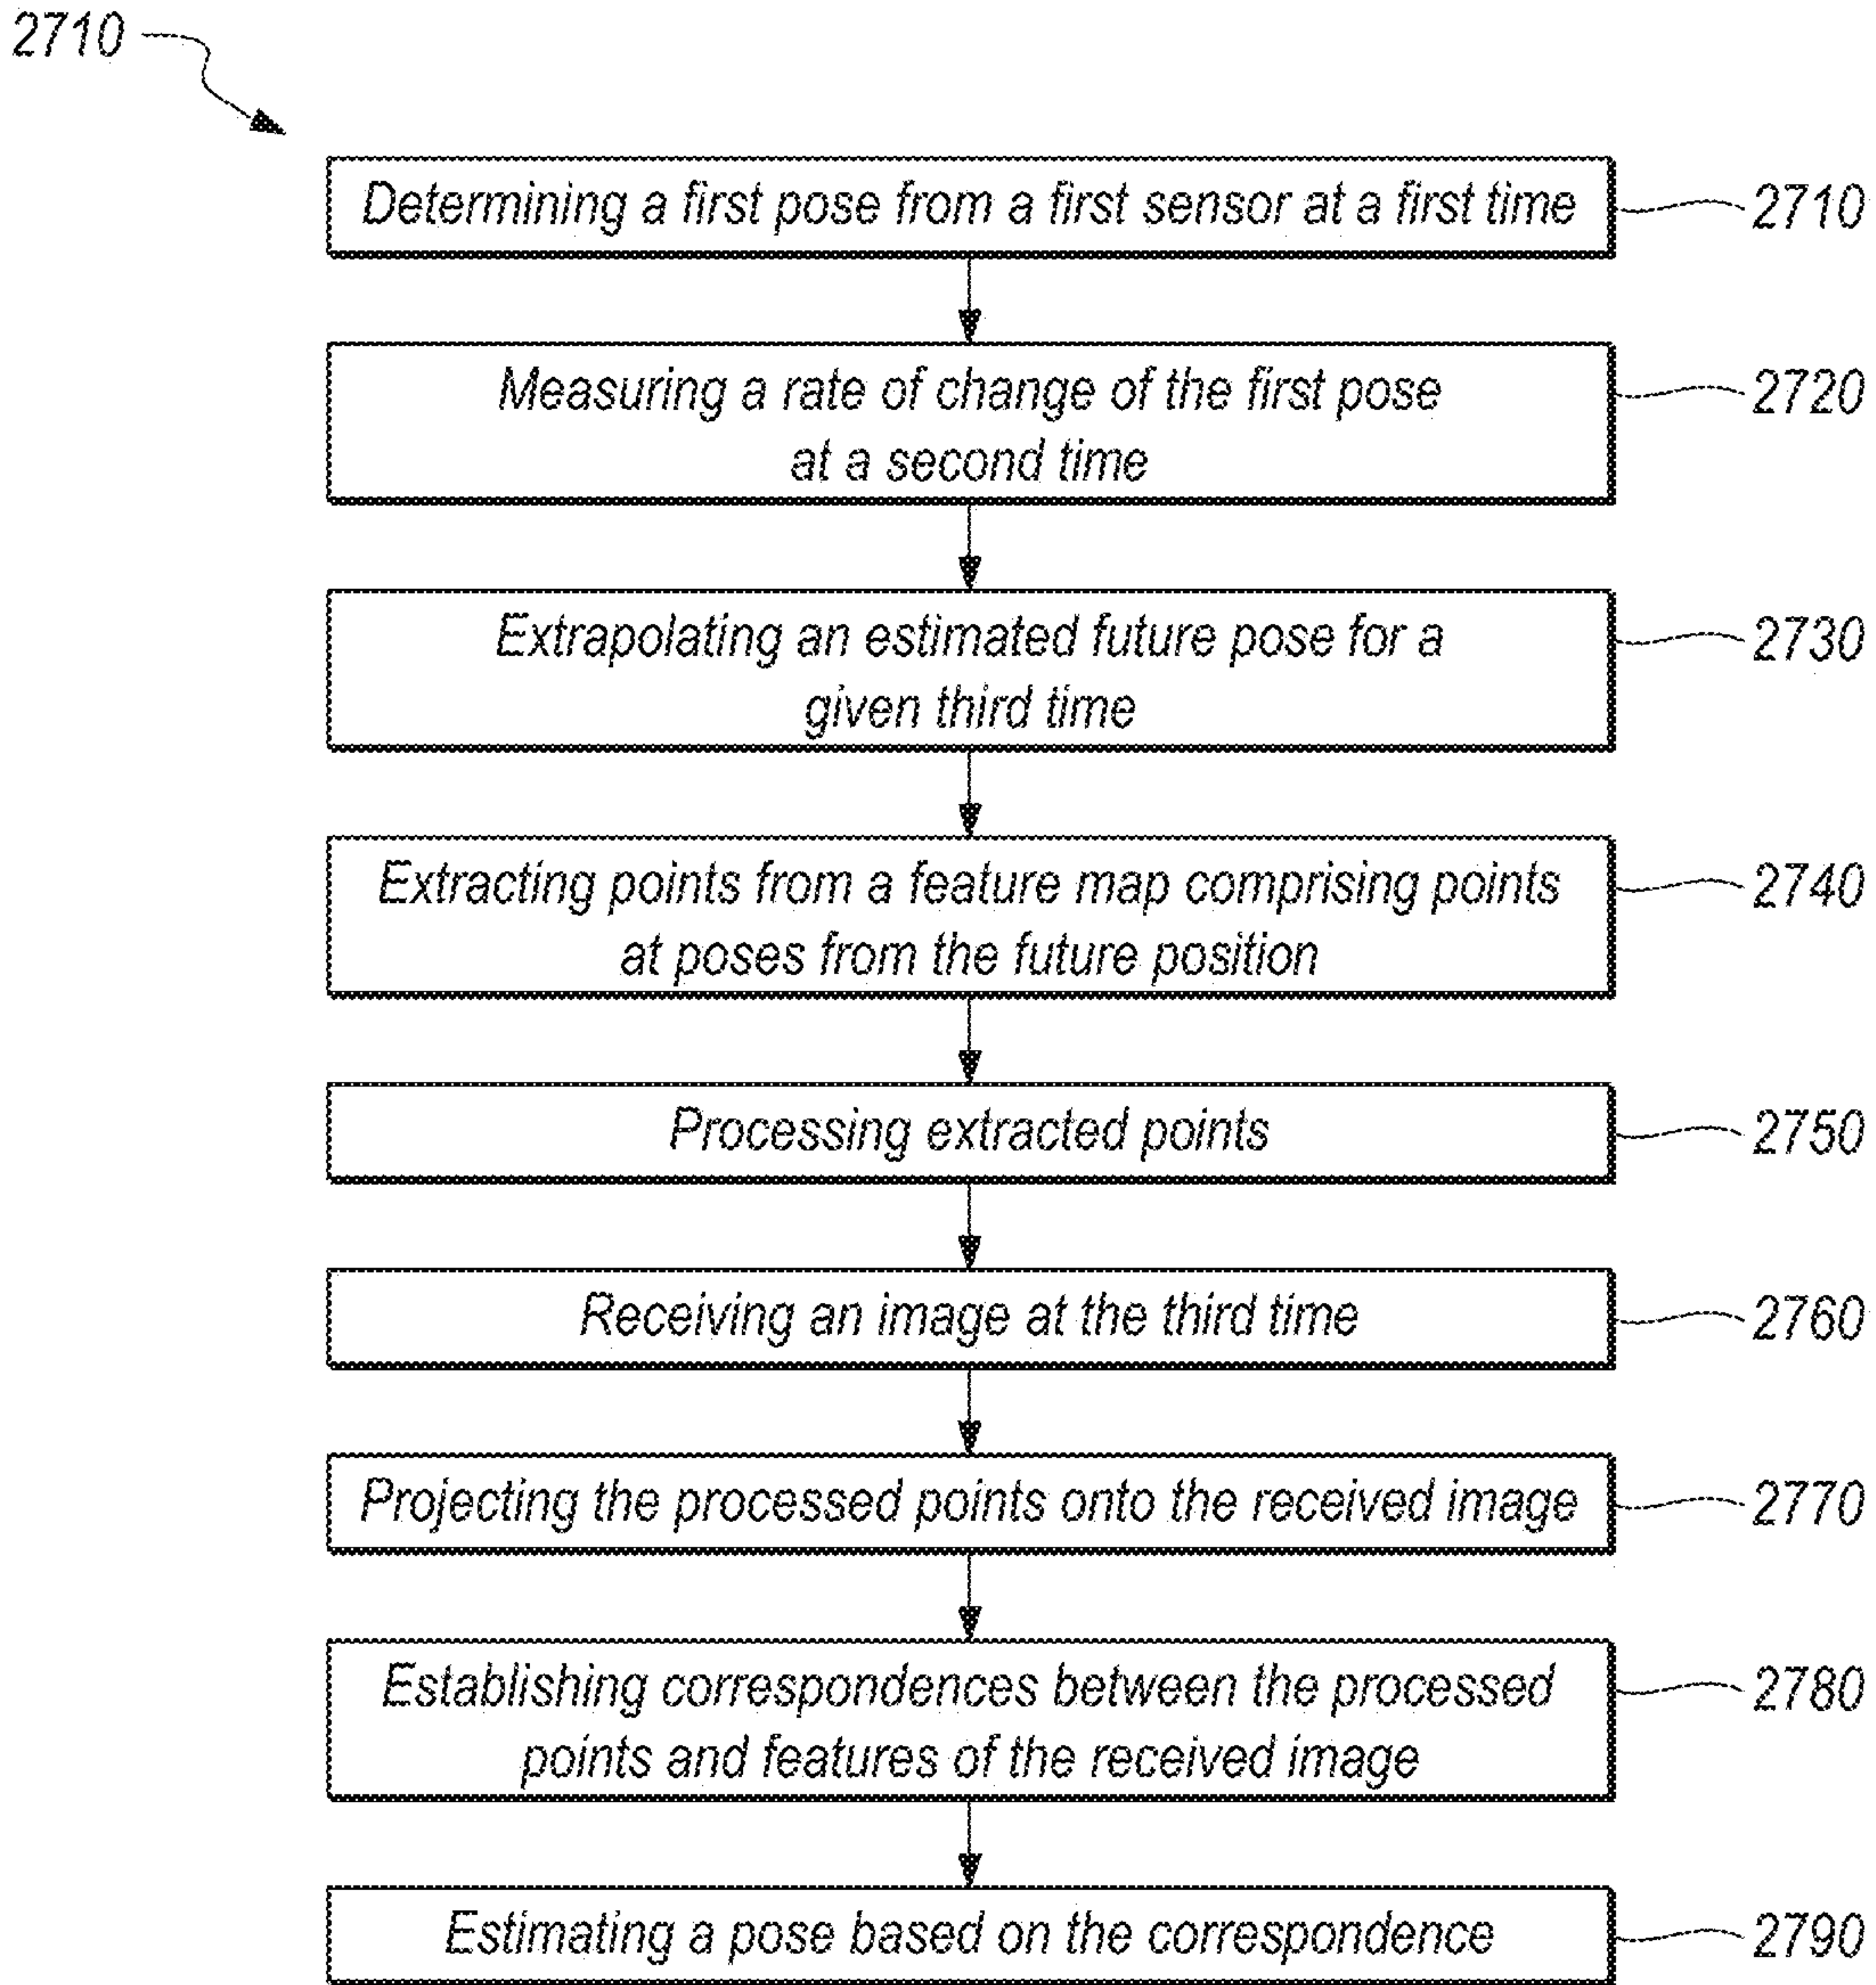 2710
Determining a first pose from a first sensor at a first time
2710
Measuring a rate of change of the first pose
at a second time
2720
Extrapolating an estimated future pose for a
given third time
2730
Extracting points from a feature map comprising points
at poses from the future position
2740
Processing extracted points
2750
Receiving an image at the third time
2760
Projecting the processed points onto the received image
2770
Establishing correspondences between the processed
points and features of the received image
2780
Estimating a pose based on the correspondence
2790